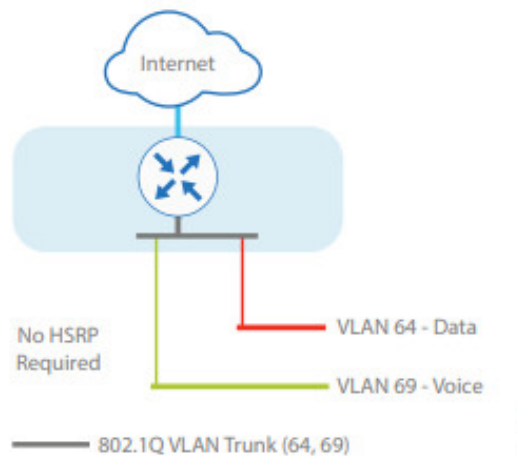 Internet
No HSRP
Required
VLAN 64 - Data
VLAN 69 - Voice
802.1Q VLAN Trunk (64, 69)